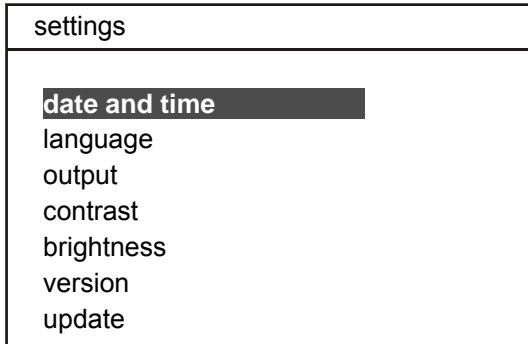 settings
date and time
language
output
contrast
brightness
version
update